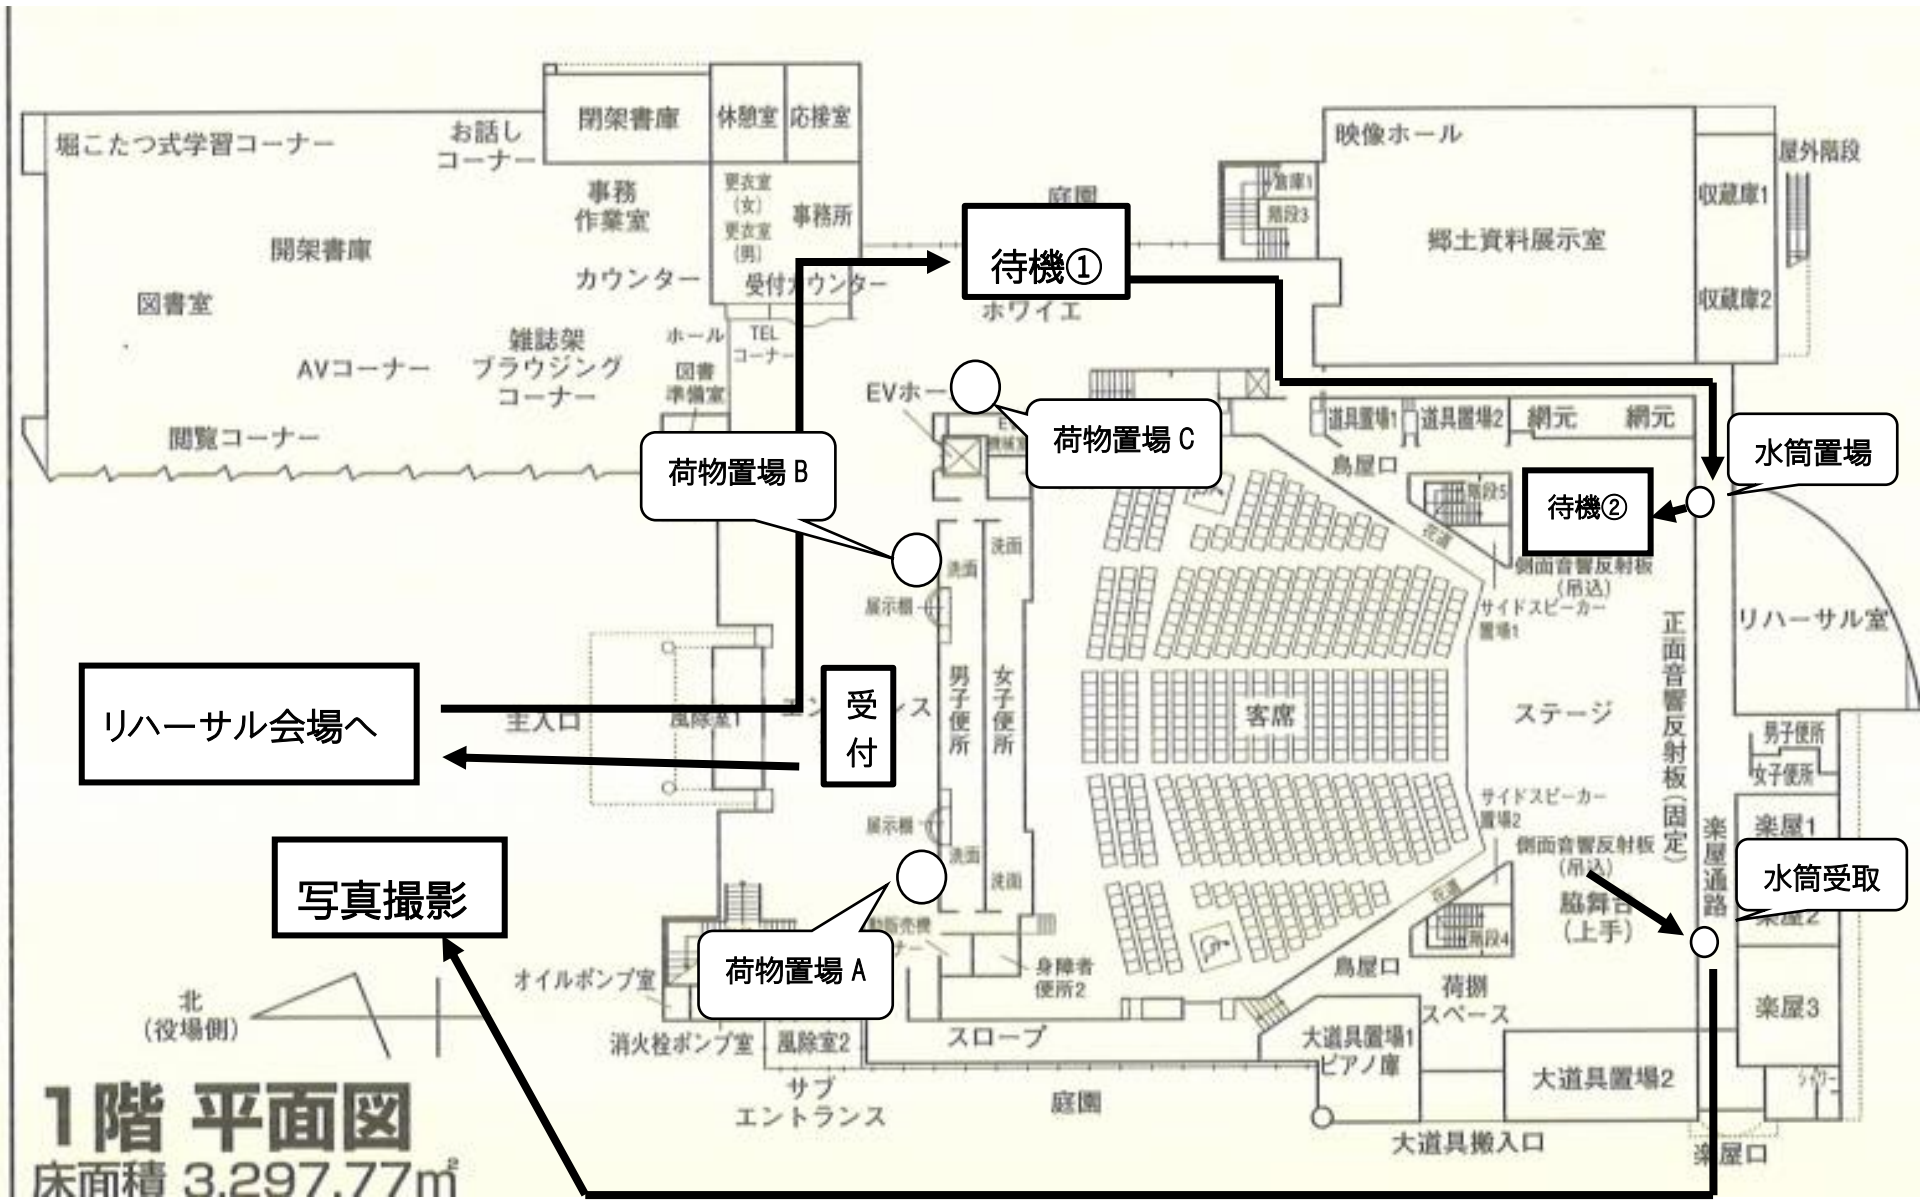 堀こたつ式学習コーナー
お話し
コーナー
閉架書庫
休憩室
応接室
映像ホール
屋外階段
事務
作業室
更衣室
(女)
更衣室
(男)
事務所
庭園
倉庫1
階段3
収蔵庫1
開架書庫
カウンター
受付カウンター
待機①
郷土資料展示室
図書室
ホワイエ
収蔵庫2
雑誌架
ブラウジング
コーナー
ホール
TEL
コーナー
AVコーナー
図書
準備室
EVホー
閲覧コーナー
荷物置場 B
荷物置場 C
道具置場1
道具置場2
網元
網元
鳥屋口
水筒置場
階段5
待機②
洗面
洗面
花道
側面音響反射板
(吊込)
展示棚
サイドスピーカー
置場1
リハーサル室
正面音響反射板(固定)
男子便所
女子便所
リハーサル会場へ
主入口
風除室1
受
付
客席
ステージ
男子便所
女子便所
サイドスピーカー
置場2
展示棚
側面音響反射板
(吊込)
楽屋1
楽屋通路
洗面
洗面
写真撮影
花道
脇舞台
(上手)
水筒受取
楽屋2
階段4
荷物置場 A
身障者
便所2
鳥屋口
オイルポンプ室
荷捌
スペース
楽屋3
北
(役場側)
消火栓ポンプ室
風除室2
スロープ
大道具置場1
ピアノ庫
大道具置場2
シャワー
サブ
エントランス
庭園
大道具搬入口
楽屋口
1階 平面図
床面積 3,297.77㎡